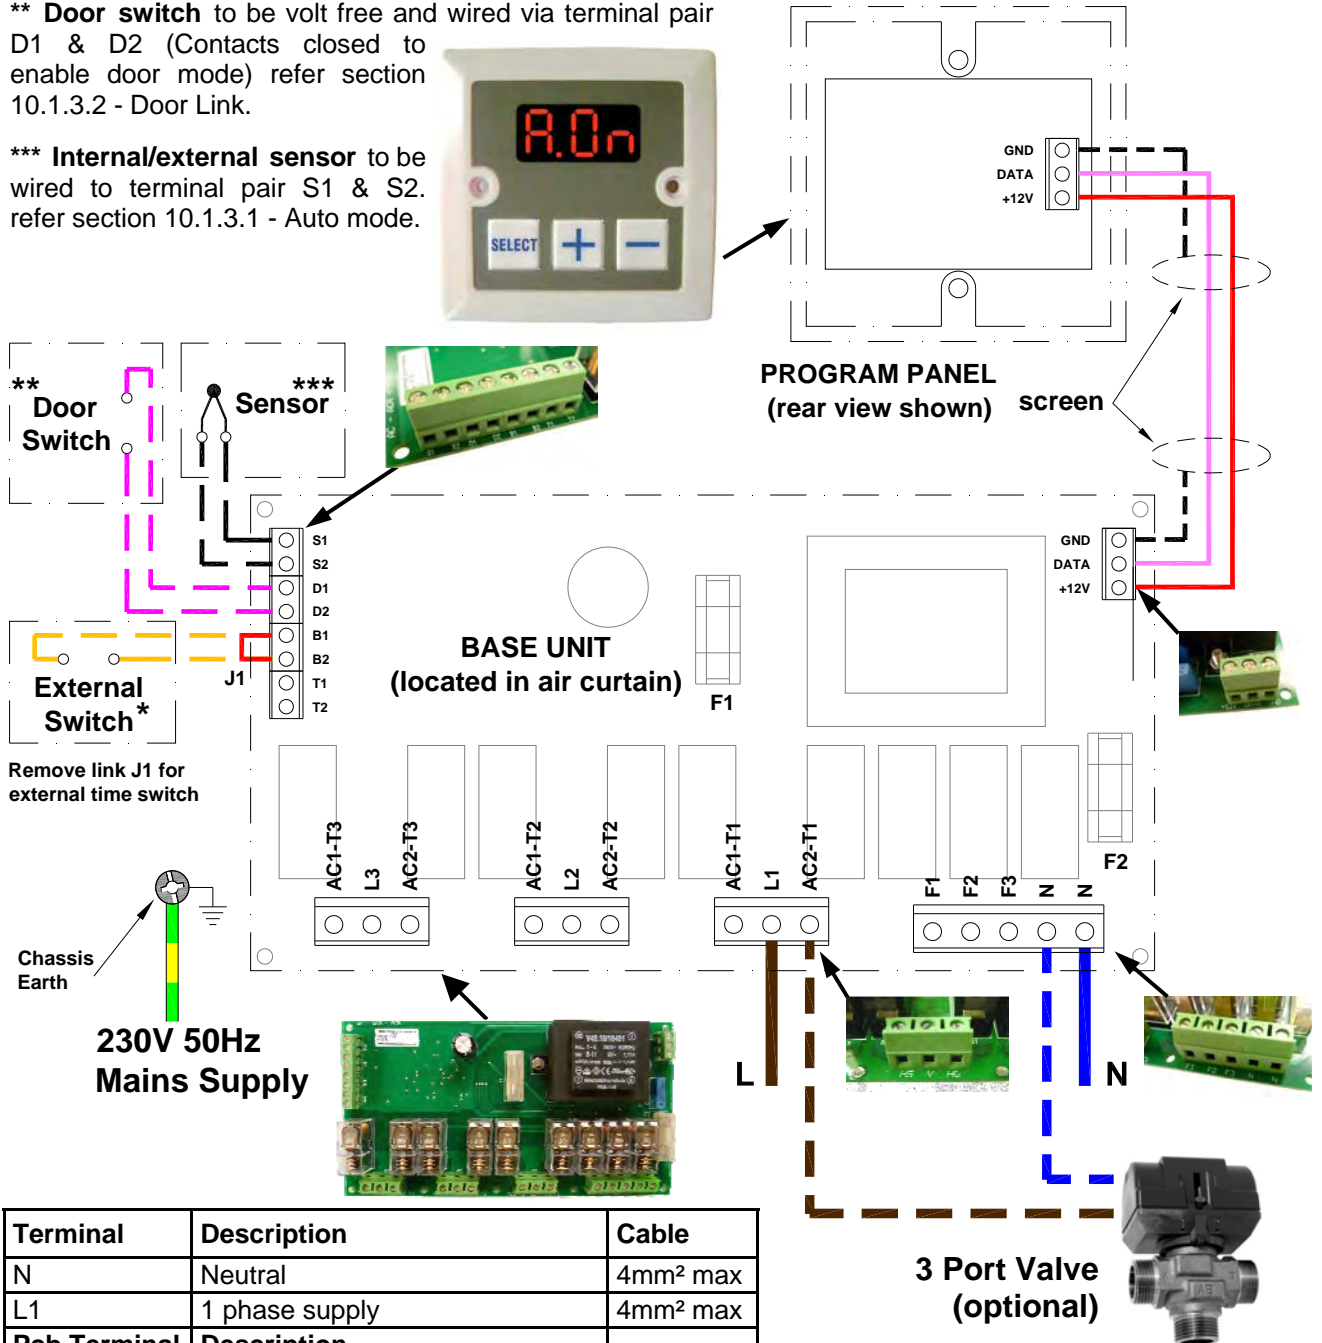 ** Door switch to be volt free and wired via terminal pair
D1 & D2 (Contacts closed to
enable door mode) refer section
10.1.3.2 - Door Link.
*** Internal/external sensor to be
wired to terminal pair S1 & S2.
refer section 10.1.3.1 - Auto mode.
A.On
SELECT + −
GND
DATA
+12V
PROGRAM PANEL
(rear view shown)
screen
**
Door
Switch
***
Sensor
S1
S2
D1
D2
B1
B2
T1
T2
J1
External
Switch*
Remove link J1 for
external time switch
BASE UNIT
(located in air curtain)
F1
GND
DATA
+12V
F2
AC1-T3
L3
AC2-T3
AC1-T2
L2
AC2-T2
AC1-T1
L1
AC2-T1
F1
F2
F3
N
N
Chassis
Earth
230V 50Hz
Mains Supply
L
N
3 Port Valve
(optional)
Terminal Description Cable
N Neutral 4mm² max
L1 1 phase supply 4mm² max
Pcb Terminal Description